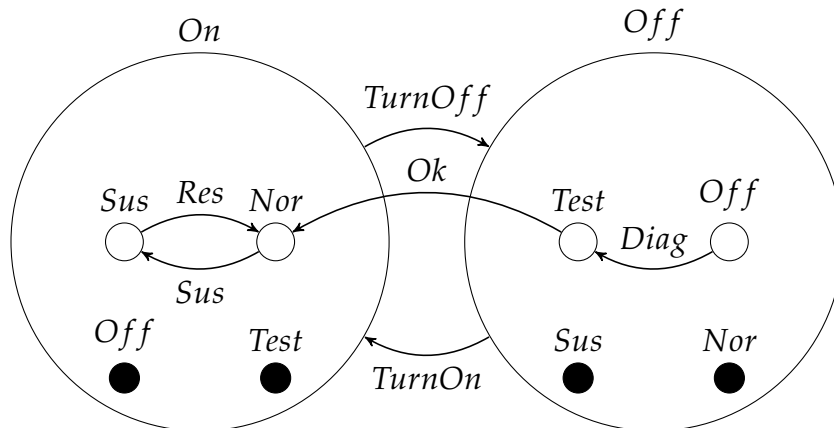 On
Off
TurnOff
Ok
Sus
Res
Nor
Test
Off
Diag
Sus
Off
Test
Sus
Nor
TurnOn